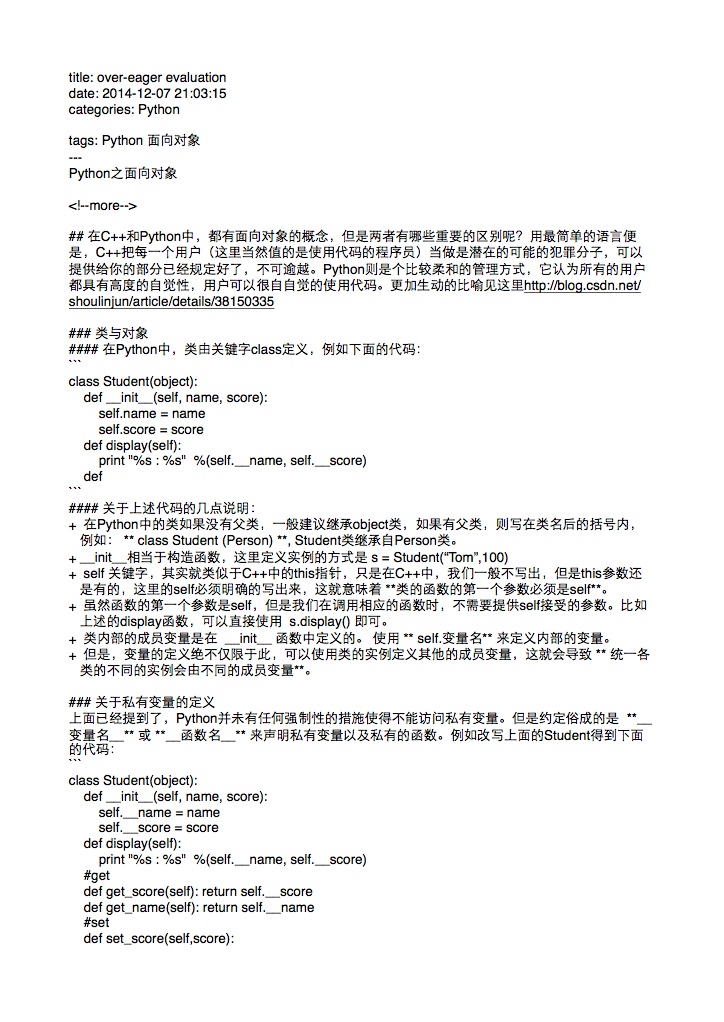 title: over-eager evaluation
date: 2014-12-07 21:03:15
categories: Python
tags: Python 面向对象
---
Python之面向对象
<!--more-->
## 在C++和Python中，都有面向对象的概念，但是两者有哪些重要的区别呢？用最简单的语言便
是，C++把每一个用户（这里当然值的是使用代码的程序员）当做是潜在的可能的犯罪分子，可以
提供给你的部分已经规定好了，不可逾越。Python则是个比较柔和的管理方式，它认为所有的用户
都具有高度的自觉性，用户可以很自自觉的使用代码。更加生动的比喻见这里http://blog.csdn.net/
shoulinjun/article/details/38150335
### 类与对象
#### 在Python中，类由关键字class定义，例如下面的代码：
```
class Student(object):
    def __init__(self, name, score):
        self.name = name
        self.score = score
    def display(self):
        print "%s : %s"  %(self.__name, self.__score)
    def
```
#### 关于上述代码的几点说明：
+  在Python中的类如果没有父类，一般建议继承object类，如果有父类，则写在类名后的括号内，
例如： ** class Student (Person) **, Student类继承自Person类。
+ __init__相当于构造函数，这里定义实例的方式是 s = Student(“Tom”,100)
+  self 关键字，其实就类似于C++中的this指针，只是在C++中，我们一般不写出，但是this参数还
是有的，这里的self必须明确的写出来，这就意味着 **类的函数的第一个参数必须是self**。
+  虽然函数的第一个参数是self，但是我们在调用相应的函数时，不需要提供self接受的参数。比如
上述的display函数，可以直接使用  s.display() 即可。
+  类内部的成员变量是在  __init__ 函数中定义的。 使用 ** self.变量名** 来定义内部的变量。
+  但是，变量的定义绝不仅限于此，可以使用类的实例定义其他的成员变量，这就会导致 ** 统一各
类的不同的实例会由不同的成员变量**。
### 关于私有变量的定义
上面已经提到了，Python并未有任何强制性的措施使得不能访问私有变量。但是约定俗成的是  **__
变量名__** 或 **__函数名__** 来声明私有变量以及私有的函数。例如改写上面的Student得到下面
的代码：
```
class Student(object):
    def __init__(self, name, score):
        self.__name = name
        self.__score = score
    def display(self):
        print "%s : %s"  %(self.__name, self.__score)
    #get
    def get_score(self): return self.__score
    def get_name(self): return self.__name
    #set
    def set_score(self,score):